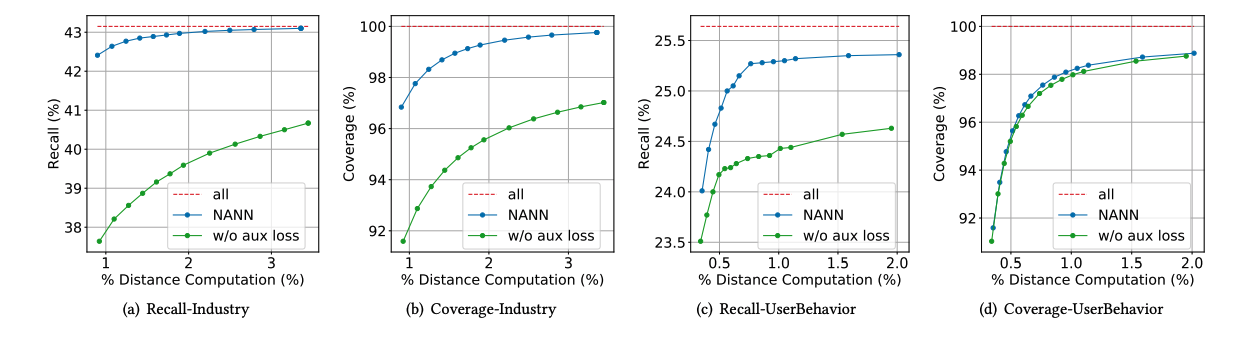 Recall (%)
43
42
41
40
39
38
all
NANN
w/o aux loss
1
2
3
% Distance Computation (%)
(a) Recall-Industry
Coverage (%)
100
98
96
94
92
all
NANN
w/o aux loss
1
2
3
% Distance Computation (%)
(b) Coverage-Industry
Recall (%)
25.5
25.0
24.5
24.0
23.5
all
NANN
w/o aux loss
0.5
1.0
1.5
2.0
% Distance Computation (%)
(c) Recall-UserBehavior
Coverage (%)
100
98
96
94
92
all
NANN
w/o aux loss
0.5
1.0
1.5
2.0
% Distance Computation (%)
(d) Coverage-UserBehavior